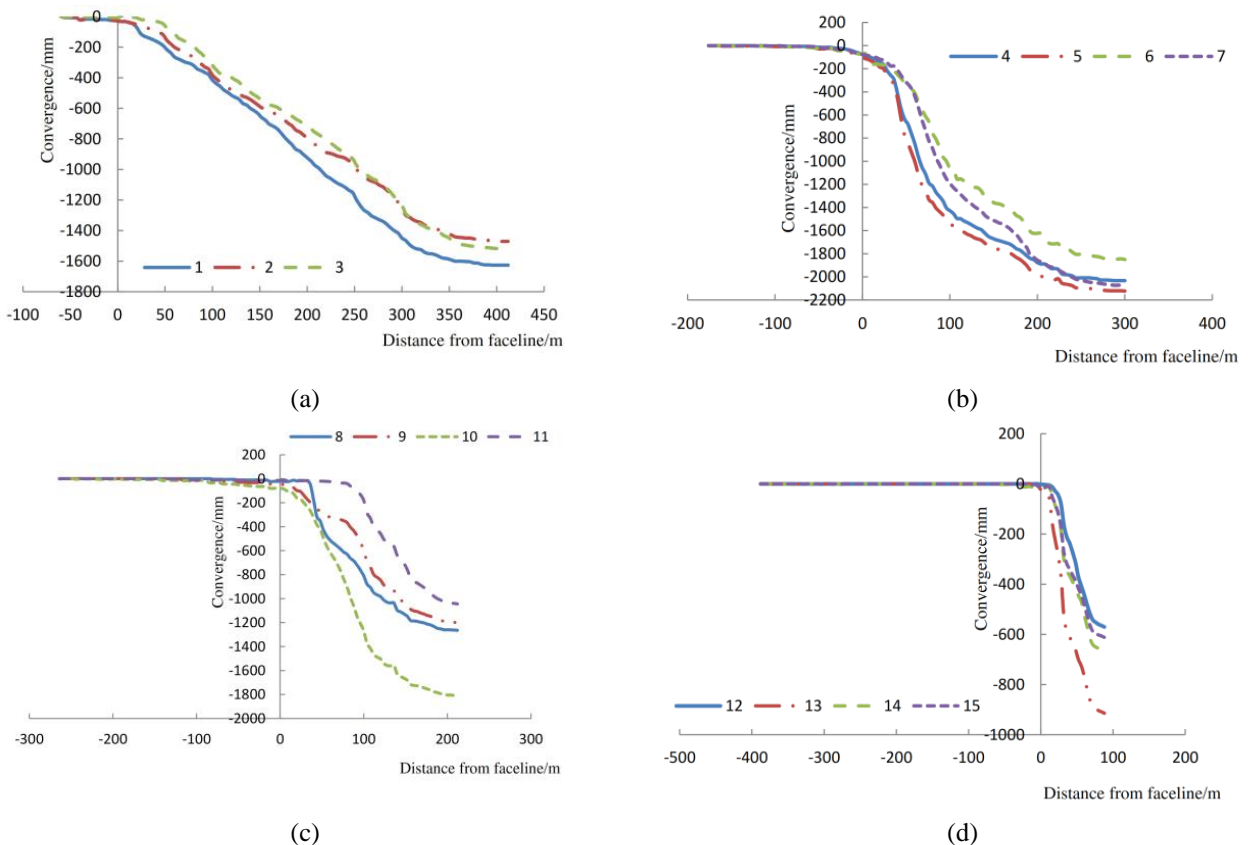 0
-200
-400
-600
-800
-1000
-1200
-1400
-1600
-1800
Convergence/mm
1 2 3
-100 -50 0 50 100 150 200 250 300 350 400 450
Distance from faceline/m
(a)
200
0
-200
-400
-600
-800
-1000
-1200
-1400
-1600
-1800
-2000
-2200
Convergence/mm
4 5 6 7
-200 -100 0 100 200 300 400
Distance from faceline/m
(b)
8 9 10 11
200
0
-200
-400
-600
-800
-1000
-1200
-1400
-1600
-1800
-2000
Convergence/mm
-300 -200 -100 0 100 200 300
Distance from faceline/m
(c)
200
0
-200
-400
-600
-800
-1000
Convergence/mm
12 13 14 15
-500 -400 -300 -200 -100 0 100 200
Distance from faceline/m
(d)